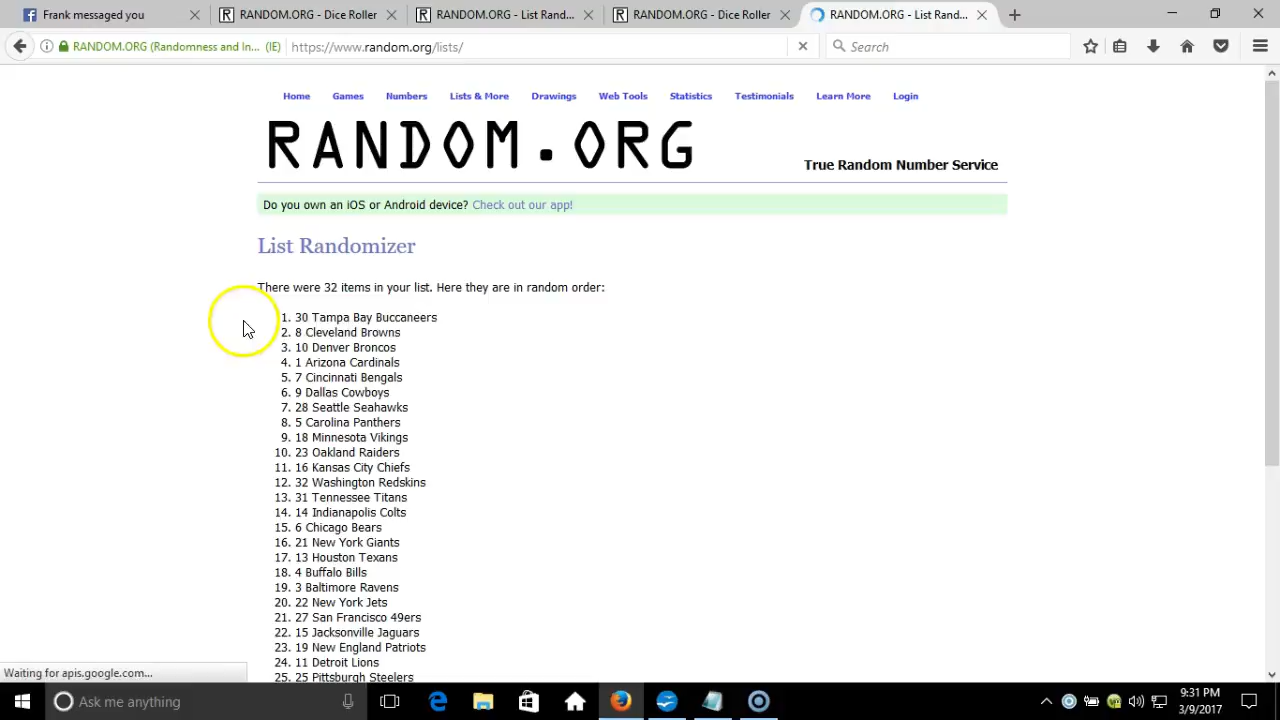 Frank messaged you
RANDOM.ORG - Dice Roller
RANDOM.ORG - List Rand...
RANDOM.ORG - Dice Roller
RANDOM.ORG - List Ran...
RANDOM.ORG (Randomness and In... (IE)
https://www.random.org/lists/
Search
Home Games Numbers Lists & More Drawings Web Tools Statistics Testimonials Learn More Login
RANDOM.ORG
True Random Number Service
Do you own an iOS or Android device? Check out our app!
List Randomizer
There were 32 items in your list. Here they are in random order:
1. 30 Tampa Bay Buccaneers
2. 8 Cleveland Browns
3. 10 Denver Broncos
4. 1 Arizona Cardinals
5. 7 Cincinnati Bengals
6. 9 Dallas Cowboys
7. 28 Seattle Seahawks
8. 5 Carolina Panthers
9. 18 Minnesota Vikings
10. 23 Oakland Raiders
11. 16 Kansas City Chiefs
12. 32 Washington Redskins
13. 31 Tennessee Titans
14. 14 Indianapolis Colts
15. 6 Chicago Bears
16. 21 New York Giants
17. 13 Houston Texans
18. 4 Buffalo Bills
19. 3 Baltimore Ravens
20. 22 New York Jets
21. 27 San Francisco 49ers
22. 15 Jacksonville Jaguars
23. 19 New England Patriots
24. 11 Detroit Lions
25. 25 Pittsburgh Steelers
Waiting for apis.google.com...
Ask me anything
9:31 PM
3/9/2017